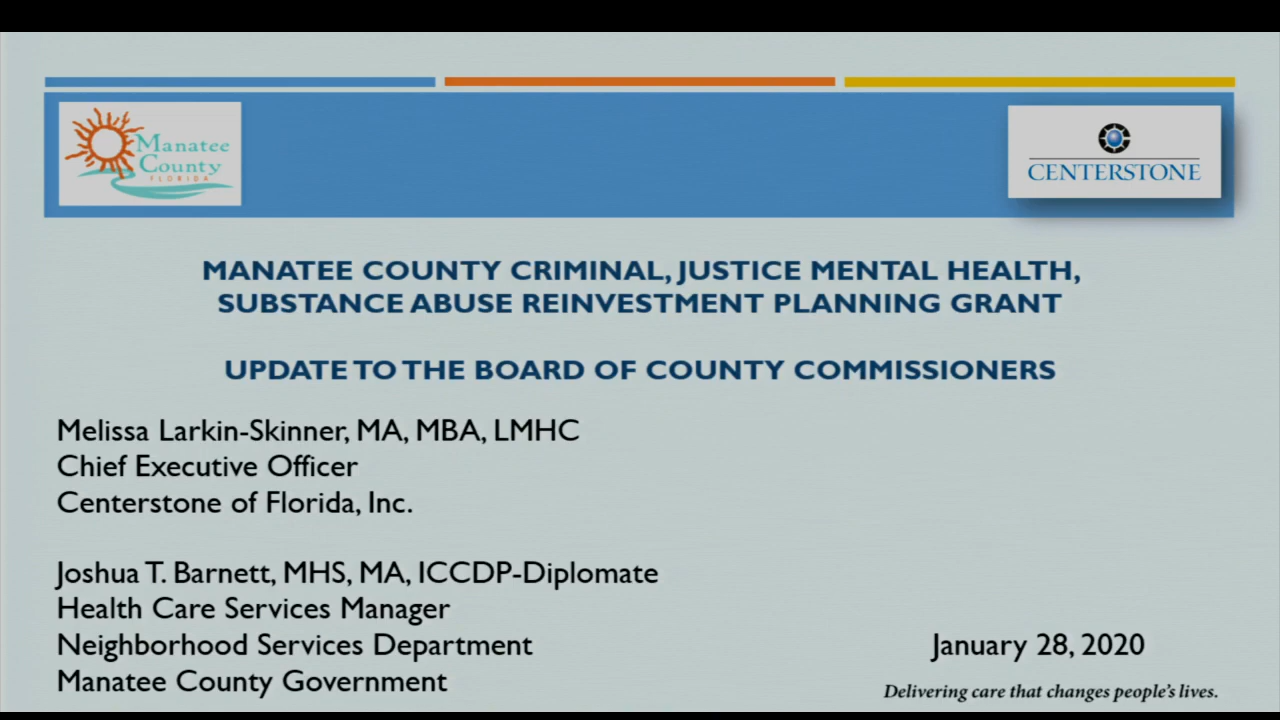 Manatee
County
FLORIDA
CENTERSTONE
MANATEE COUNTY CRIMINAL, JUSTICE MENTAL HEALTH,
SUBSTANCE ABUSE REINVESTMENT PLANNING GRANT
UPDATE TO THE BOARD OF COUNTY COMMISSIONERS
Melissa Larkin-Skinner, MA, MBA, LMHC
Chief Executive Officer
Centerstone of Florida, Inc.
Joshua T. Barnett, MHS, MA, ICCDP-Diplomate
Health Care Services Manager
Neighborhood Services Department
Manatee County Government
January 28, 2020
Delivering care that changes people's lives.